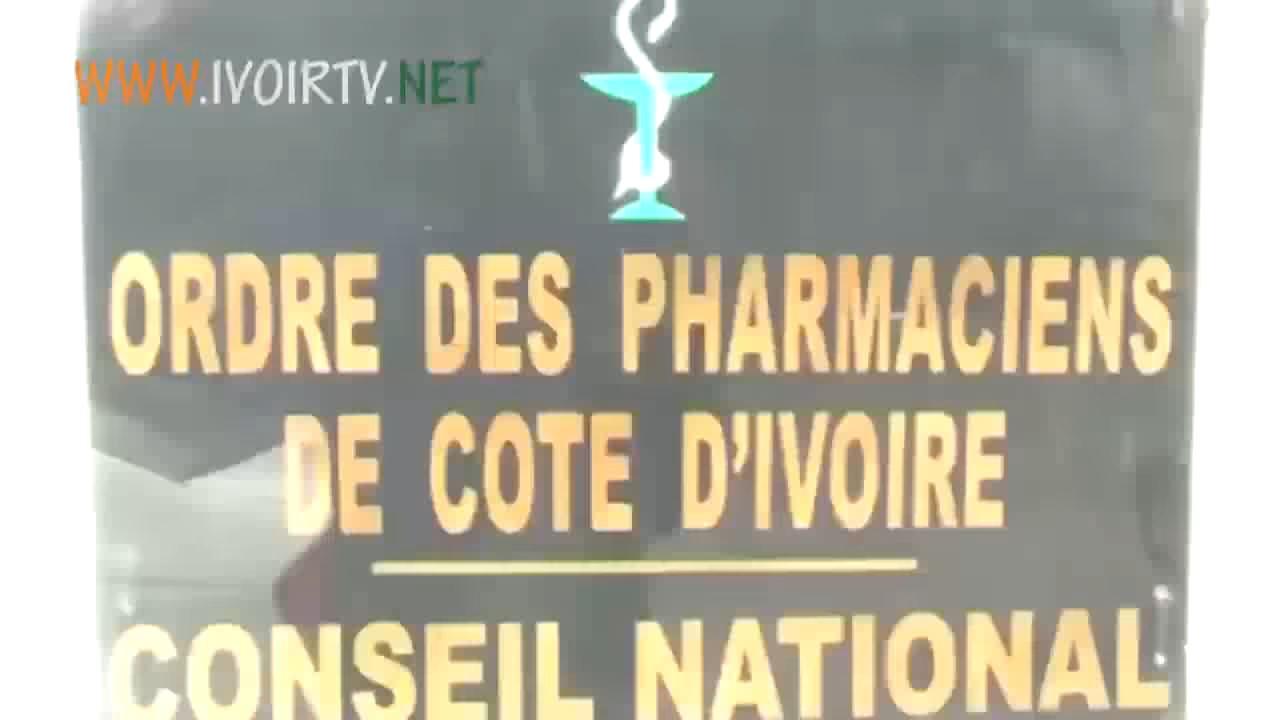 WWW.IVOIRTV.NET
ORDRE DES PHARMACIENS
DE COTE D'IVOIRE
CONSEIL NATIONAL